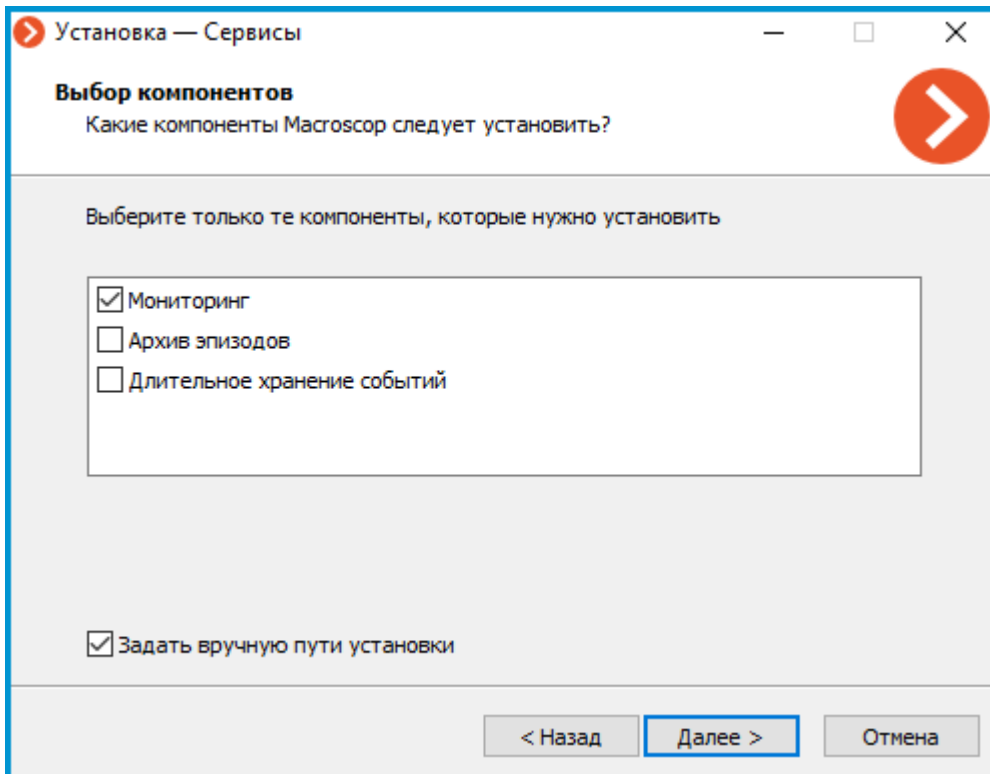 Установка — Сервисы
Выбор компонентов
Какие компоненты Macroscop следует установить?
Выберите только те компоненты, которые нужно установить
Мониторинг
Архив эпизодов
Длительное хранение событий
Задать вручную пути установки
< Назад
Далее >
Отмена